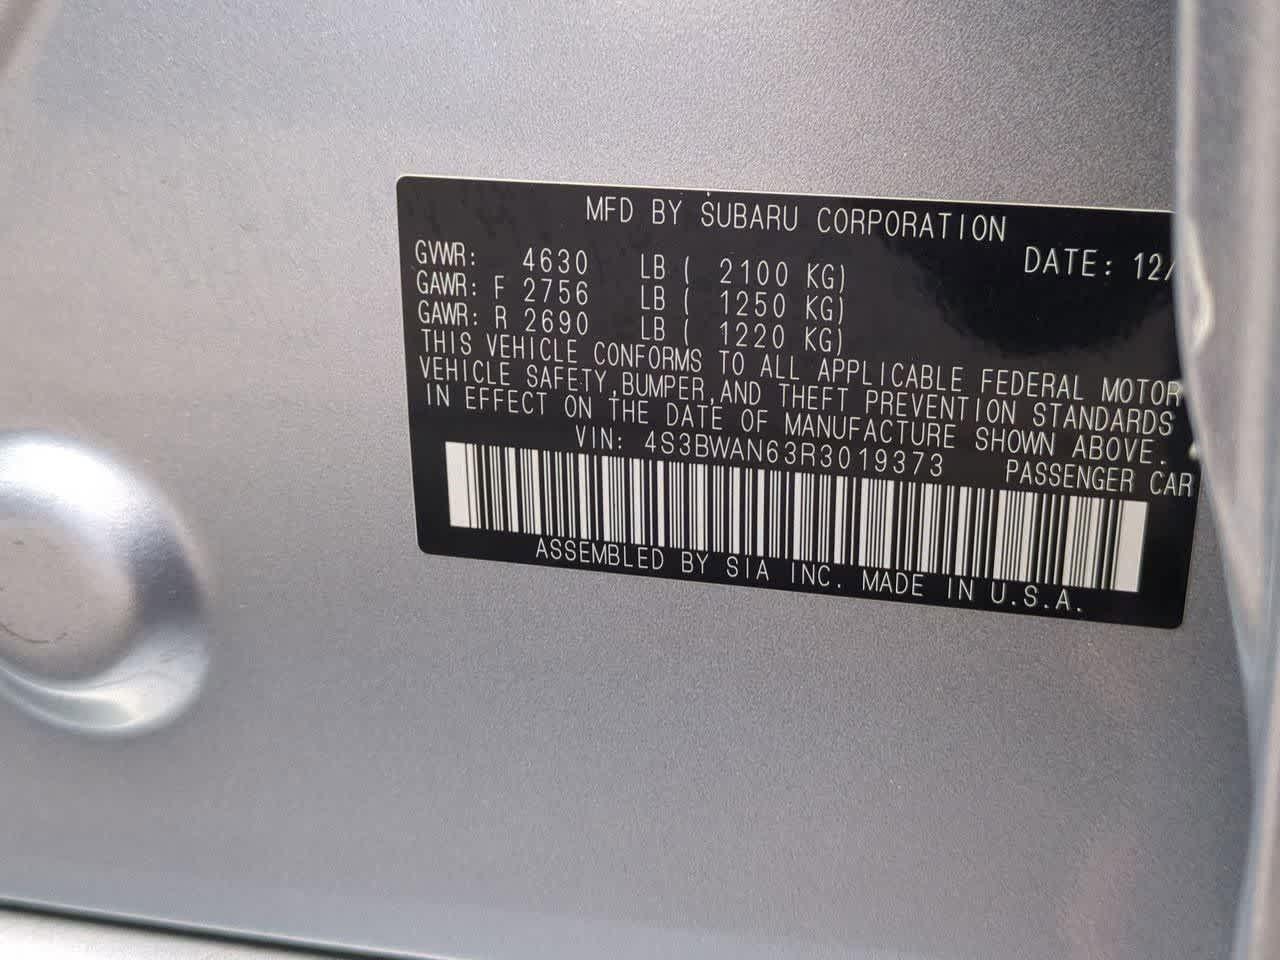 MFD BY SUBARU CORPORATION
DATE: 12/
GVWR: 4630 LB ( 2100 KG)
GAWR: F 2756 LB ( 1250 KG)
GAWR: R 2690 LB ( 1220 KG)
THIS VEHICLE CONFORMS TO ALL APPLICABLE FEDERAL MOTOR
VEHICLE SAFETY,BUMPER,AND THEFT PREVENTION STANDARDS
IN EFFECT ON THE DATE OF MANUFACTURE SHOWN ABOVE.
VIN: 4S3BWAN63R3019373 PASSENGER CAR
ASSEMBLED BY SIA INC. MADE IN U.S.A.